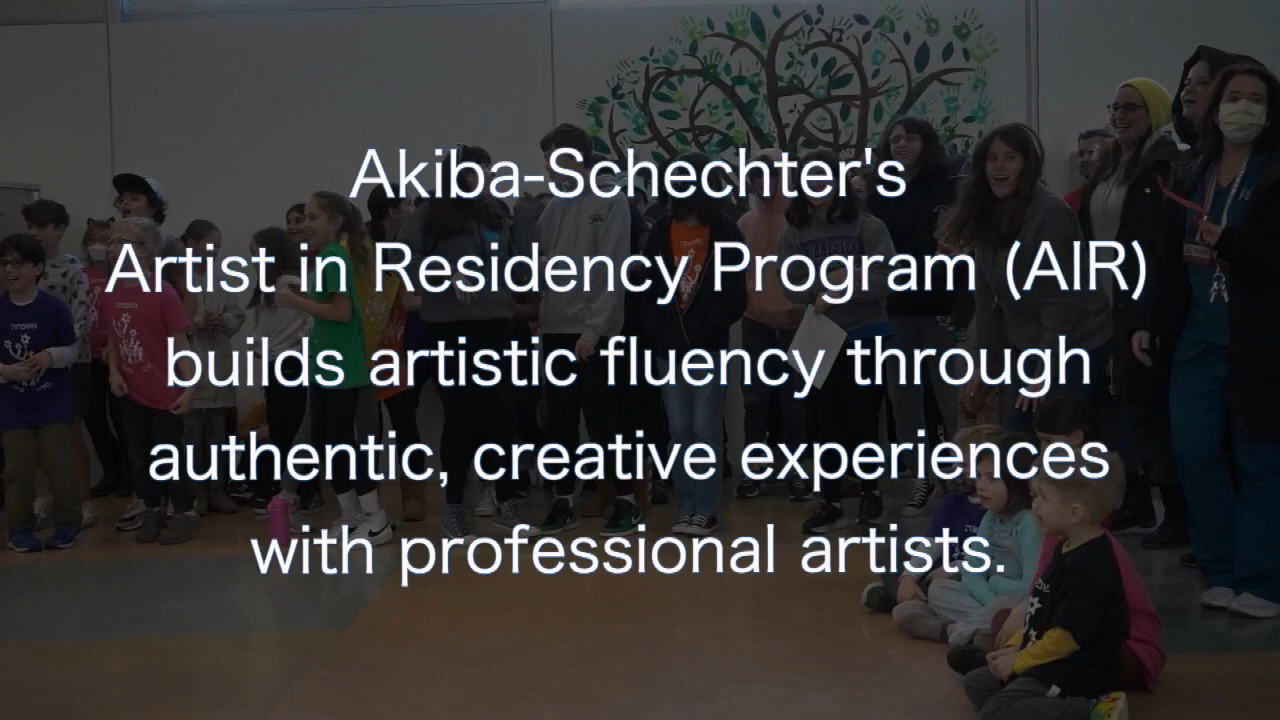 Akiba-Schechter's
Artist in Residency Program (AIR)
builds artistic fluency through
authentic, creative experiences
with professional artists.